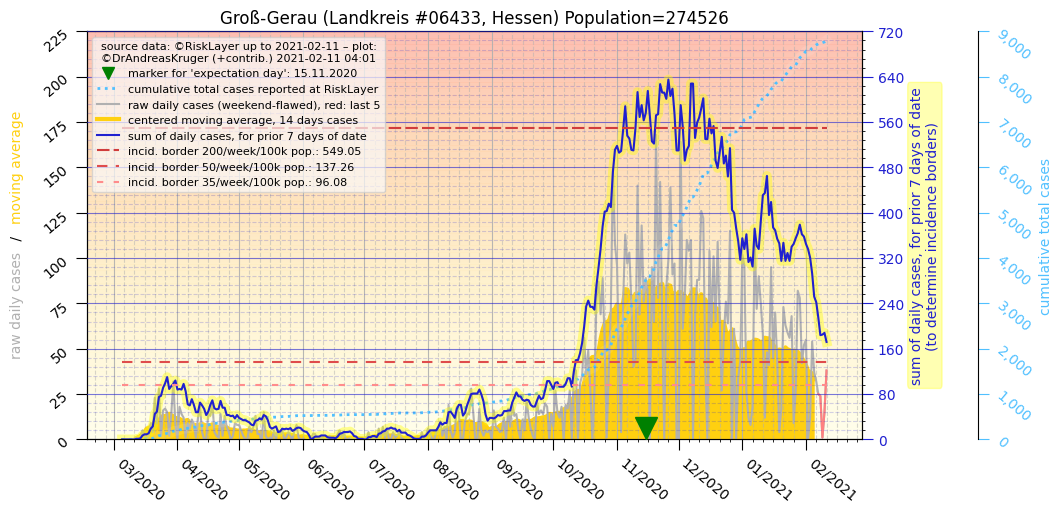 Groß-Gerau (Landkreis #06433, Hessen) Population=274526
source data: ©RiskLayer up to 2021-02-11 – plot:
©DrAndreasKruger (+contrib.) 2021-02-11 04:01
marker for 'expectation day': 15.11.2020
cumulative total cases reported at RiskLayer
raw daily cases (weekend-flawed), red: last 5
centered moving average, 14 days cases
sum of daily cases, for prior 7 days of date
incid. border 200/week/100k pop.: 549.05
incid. border 50/week/100k pop.: 137.26
incid. border 35/week/100k pop.: 96.08
raw daily cases / moving average
225
200
175
150
125
100
75
50
25
0
03/2020
04/2020
05/2020
06/2020
07/2020
08/2020
09/2020
10/2020
11/2020
12/2020
01/2021
02/2021
720
640
560
480
400
320
240
160
80
0
sum of daily cases, for prior 7 days of date
(to determine incidence borders)
9,000
8,000
7,000
6,000
5,000
4,000
3,000
2,000
1,000
0
cumulative total cases